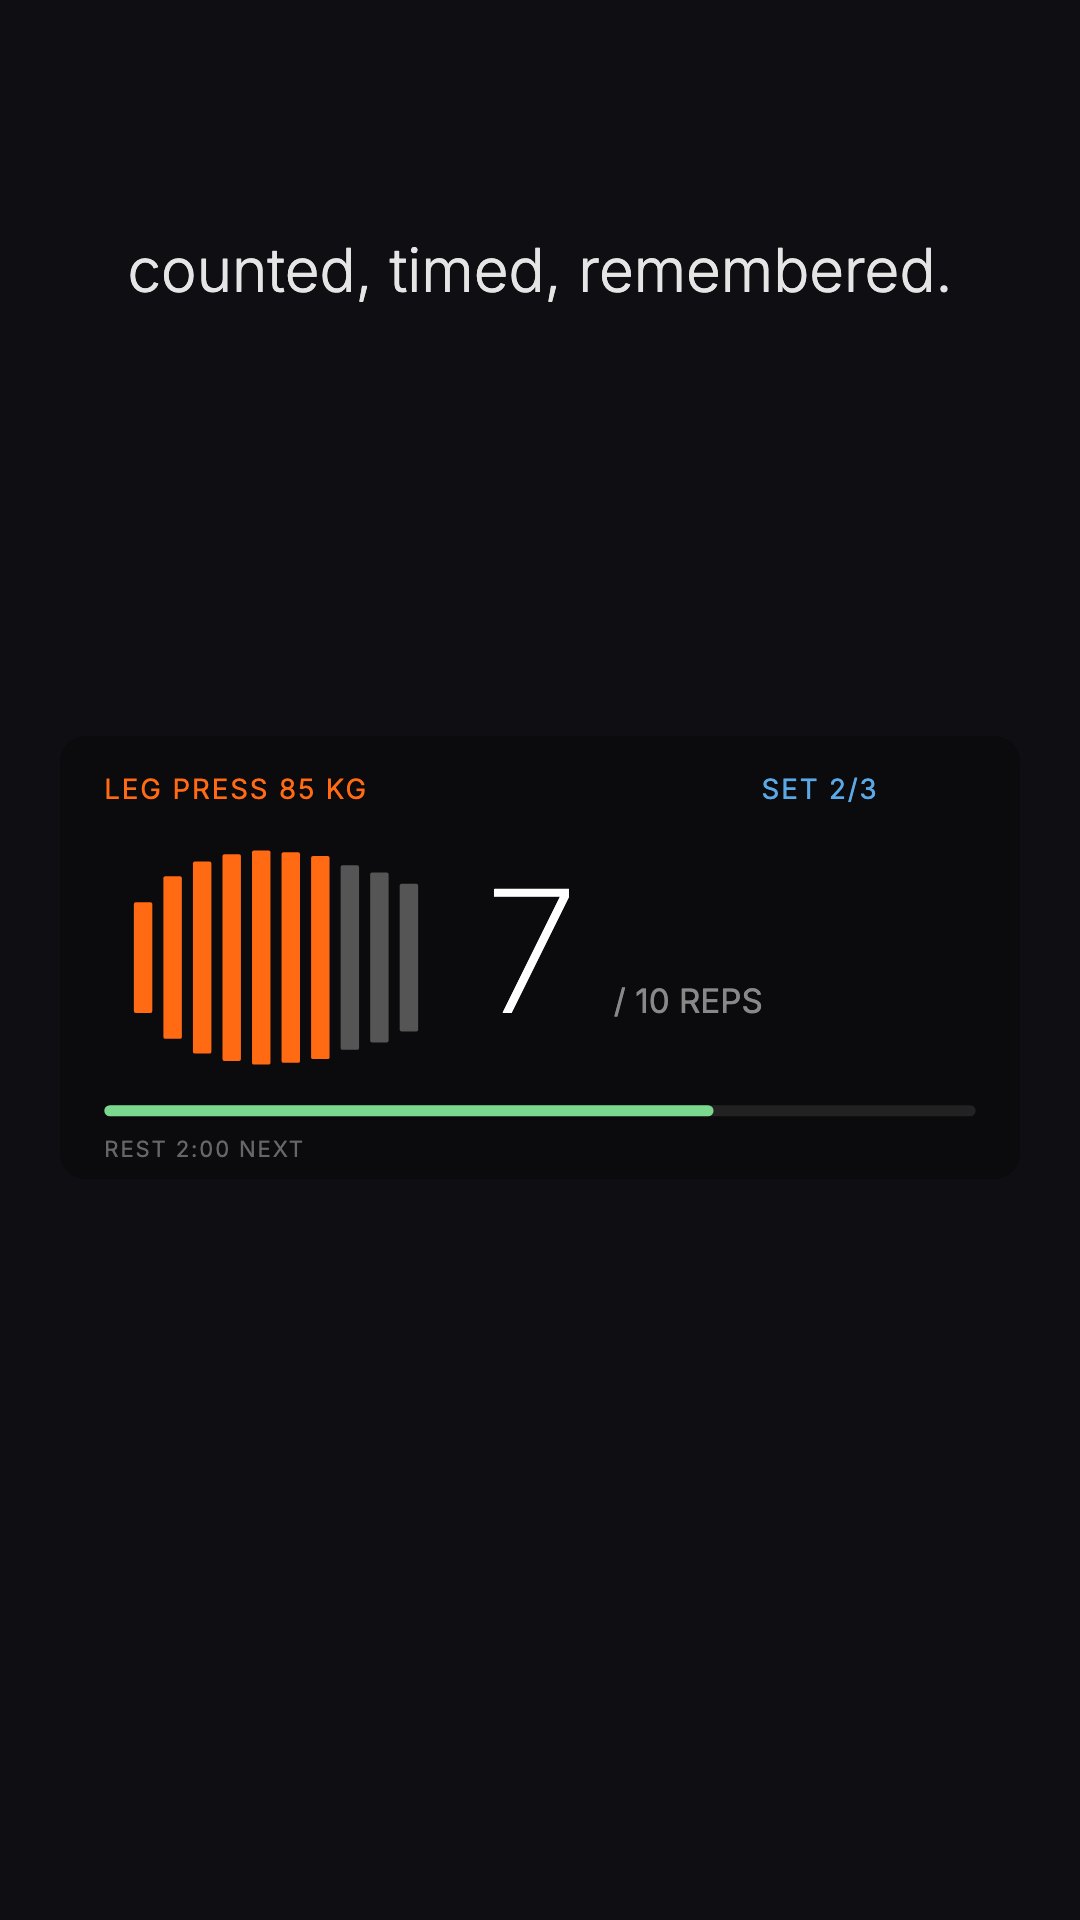 counted, timed, remembered.
LEG PRESS 85 KG
SET 2/3
7 / 10 REPS
REST 2:00 NEXT